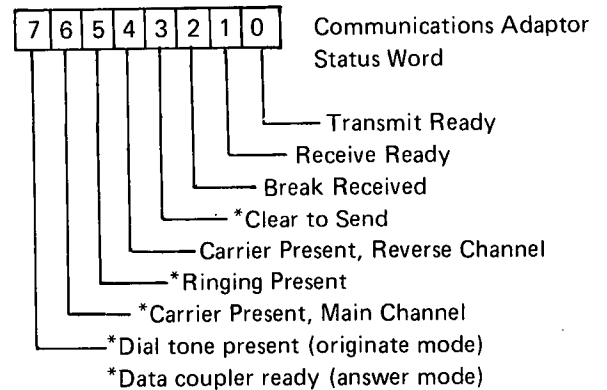 7 6 5 4 3 2 1 0 Communications Adaptor
Status Word
Transmit Ready
Receive Ready
Break Received
*Clear to Send
Carrier Present, Reverse Channel
*Ringing Present
*Carrier Present, Main Channel
*Dial tone present (originate mode)
*Data coupler ready (answer mode)